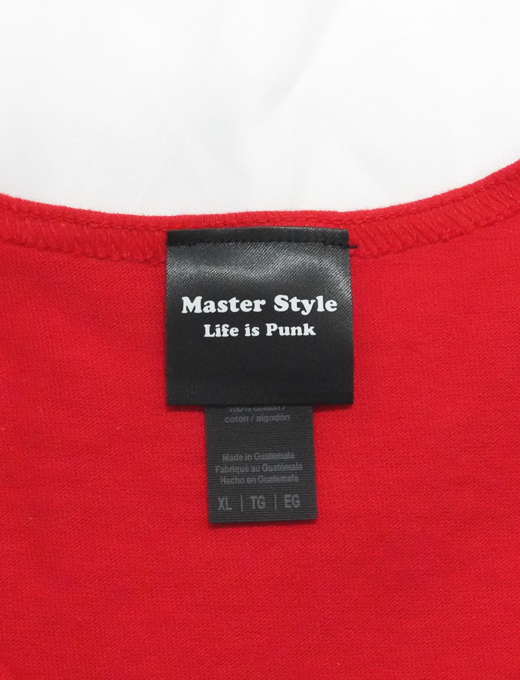 Master Style
Life is Punk
100% cotton /
coton / algodón
Made in Guatemala
Fabriqué au Guatémala
Hecho en Guatemala
XL | TG | EG